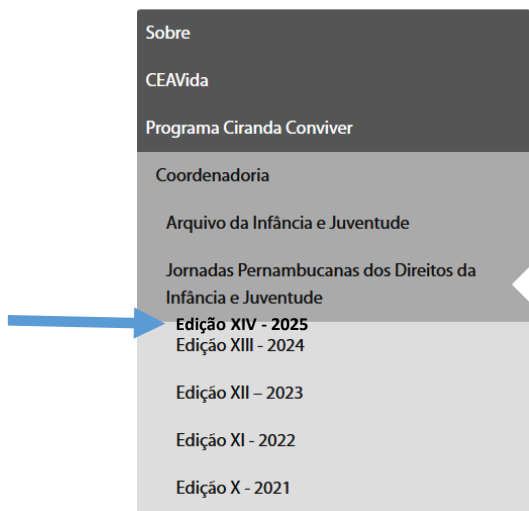 Sobre
CEAVida
Programa Ciranda Conviver
Coordenadoria
Arquivo da Infância e Juventude
Jornadas Pernambucanas dos Direitos da
Infância e Juventude
Edição XIV - 2025
Edição XIII - 2024
Edição XII – 2023
Edição XI - 2022
Edição X - 2021